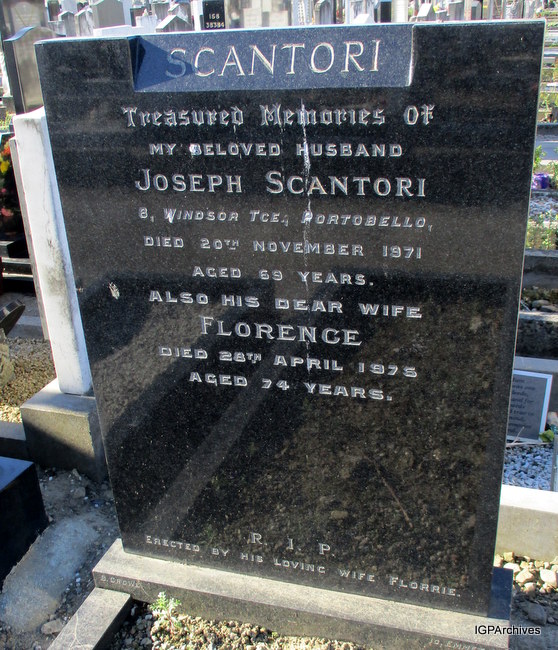 SCANTORI
Treasured Memories Of
MY BELOVED HUSBAND
JOSEPH SCANTORI
8, WINDSOR TCE., PORTOBELLO,
DIED 20TH NOVEMBER 1971
AGED 69 YEARS.
ALSO HIS DEAR WIFE
FLORENCE
DIED 28TH APRIL 1975
AGED 74 YEARS.
R. I. P.
ERECTED BY HIS LOVING WIFE FLORRIE.
IGPArchives